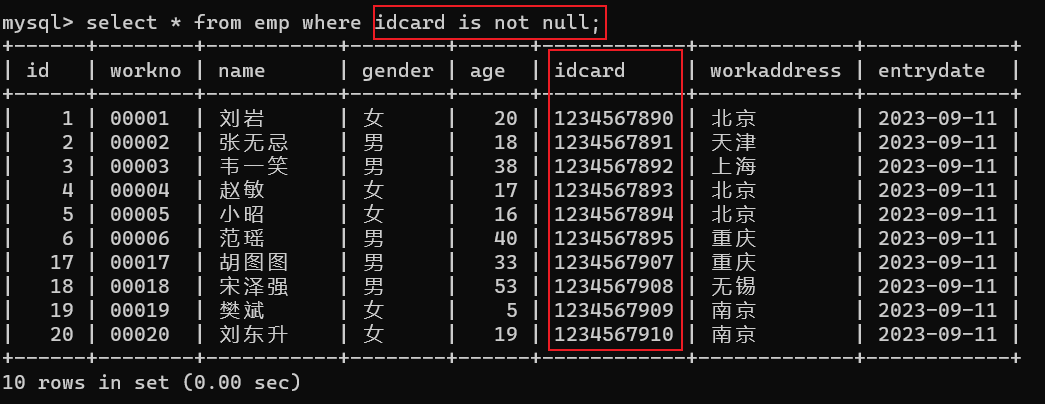 mysql> select * from emp where idcard is not null;
+------+--------+-----------+--------+------+------------+-------------+------------+
| id   | workno | name      | gender | age  | idcard     | workaddress | entrydate  |
+------+--------+-----------+--------+------+------------+-------------+------------+
|    1 | 00001  | 刘岩      | 女     |   20 | 1234567890 | 北京        | 2023-09-11 |
|    2 | 00002  | 张无忌    | 男     |   18 | 1234567891 | 天津        | 2023-09-11 |
|    3 | 00003  | 韦一笑    | 男     |   38 | 1234567892 | 上海        | 2023-09-11 |
|    4 | 00004  | 赵敏      | 女     |   17 | 1234567893 | 北京        | 2023-09-11 |
|    5 | 00005  | 小昭      | 女     |   16 | 1234567894 | 北京        | 2023-09-11 |
|    6 | 00006  | 范瑶      | 男     |   40 | 1234567895 | 重庆        | 2023-09-11 |
|   17 | 00017  | 胡图图    | 男     |   33 | 1234567907 | 重庆        | 2023-09-11 |
|   18 | 00018  | 宋泽强    | 男     |   53 | 1234567908 | 无锡        | 2023-09-11 |
|   19 | 00019  | 樊斌      | 女     |    5 | 1234567909 | 南京        | 2023-09-11 |
|   20 | 00020  | 刘东升    | 女     |   19 | 1234567910 | 南京        | 2023-09-11 |
+------+--------+-----------+--------+------+------------+-------------+------------+
10 rows in set (0.00 sec)